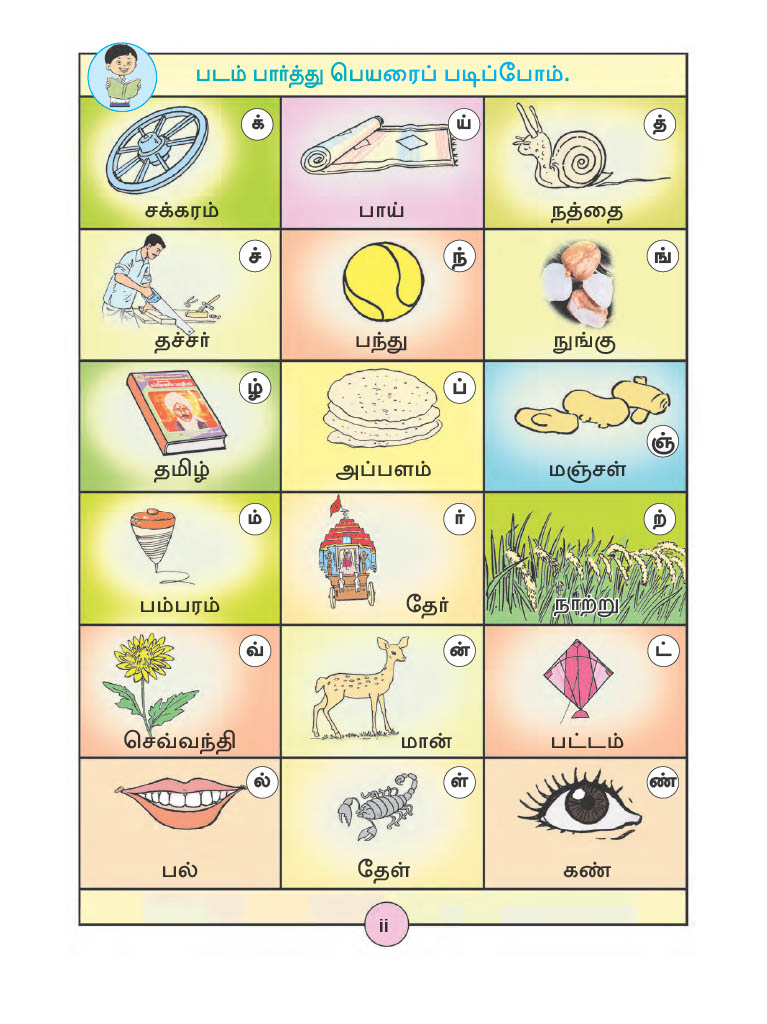 படம் பார்த்து பெயரைப் படிப்போம்.
க்
சக்கரம்
ய்
பாய்
த்
நத்தை
ச்
தச்சர்
ந்
பந்து
ங்
நுங்கு
ழ்
தமிழ்
ப்
அப்பளம்
ஞ்
மஞ்சள்
ம்
பம்பரம்
ர்
தேர்
ற்
நாற்று
வ்
செவ்வந்தி
ன்
மான்
ட்
பட்டம்
ல்
பல்
ள்
தேள்
ண்
கண்
ii